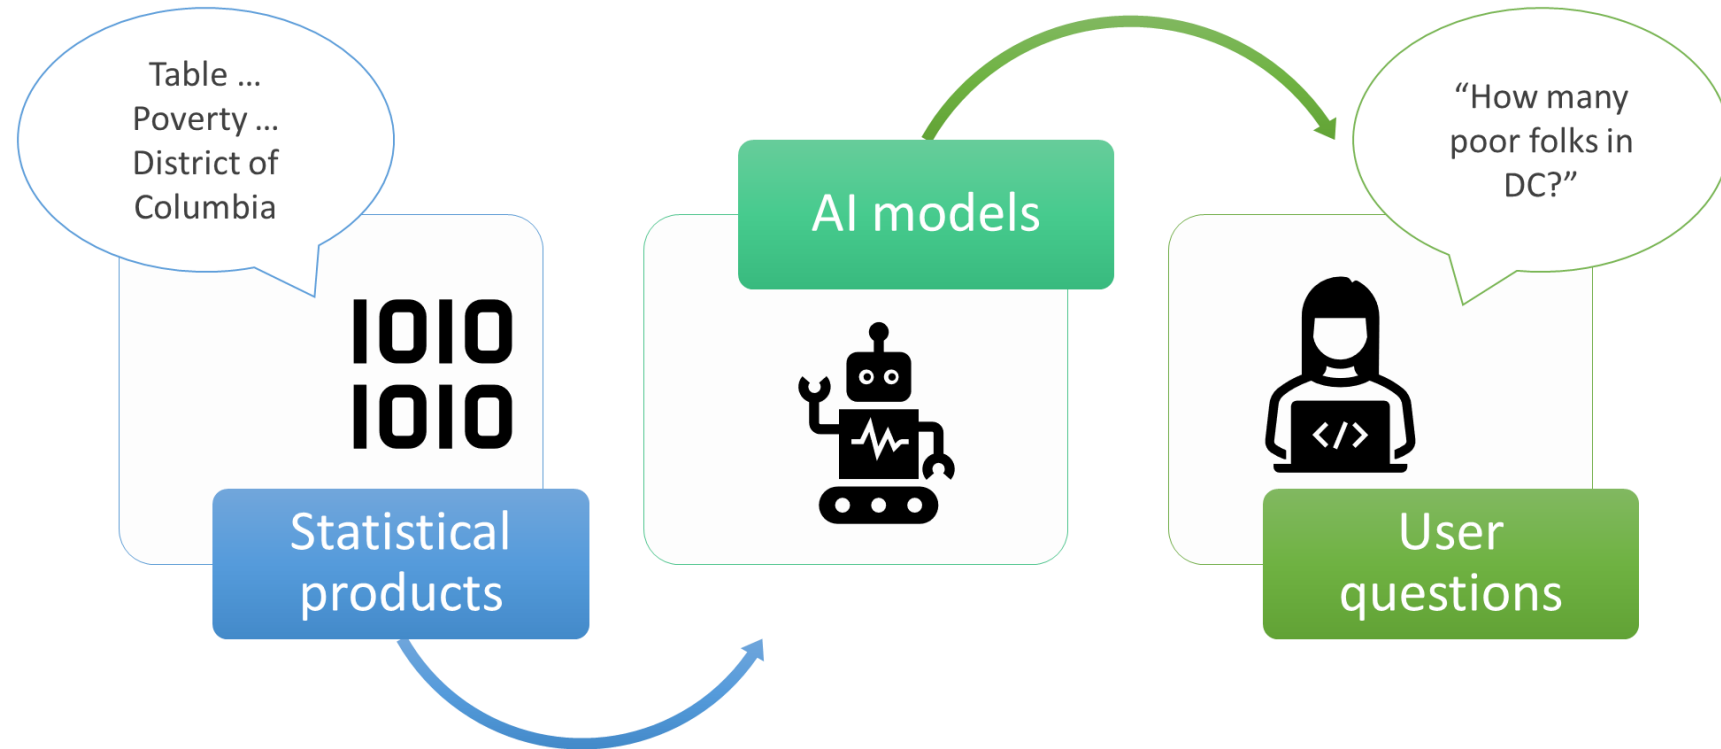 Table …
Poverty …
District of
Columbia
1010
1010
Statistical
products
AI models
“How many
poor folks in
DC?”
</>
User
questions